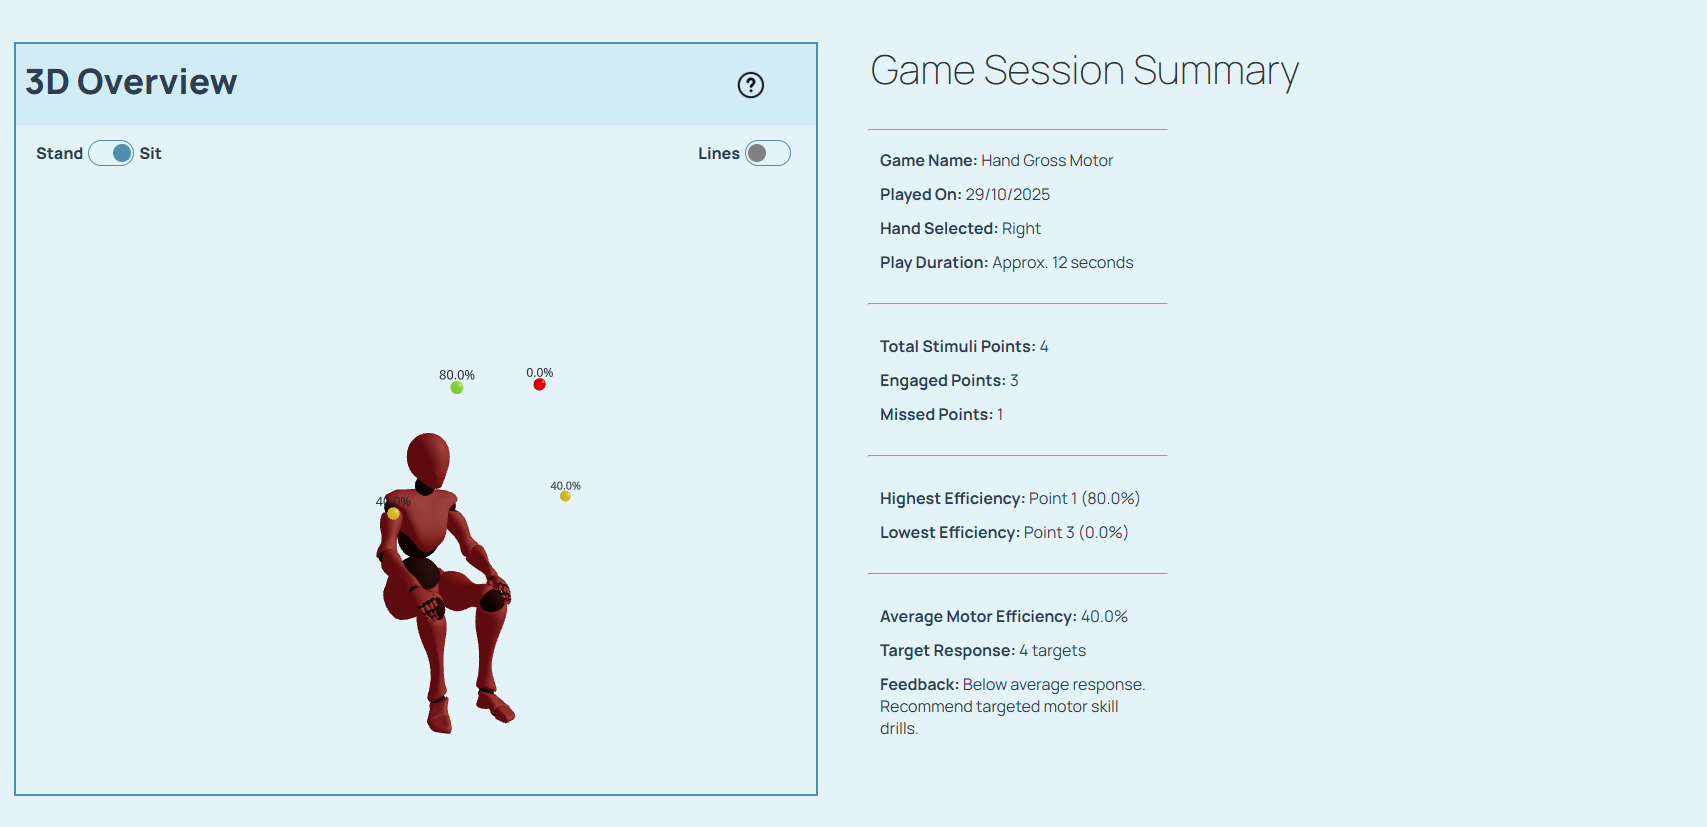 3D Overview
?
Stand
Sit
Lines
80.0%
0.0%
40.0%
40.0%
Game Session Summary
Game Name: Hand Gross Motor
Played On: 29/10/2025
Hand Selected: Right
Play Duration: Approx. 12 seconds
Total Stimuli Points: 4
Engaged Points: 3
Missed Points: 1
Highest Efficiency: Point 1 (80.0%)
Lowest Efficiency: Point 3 (0.0%)
Average Motor Efficiency: 40.0%
Target Response: 4 targets
Feedback: Below average response.
Recommend targeted motor skill
drills.